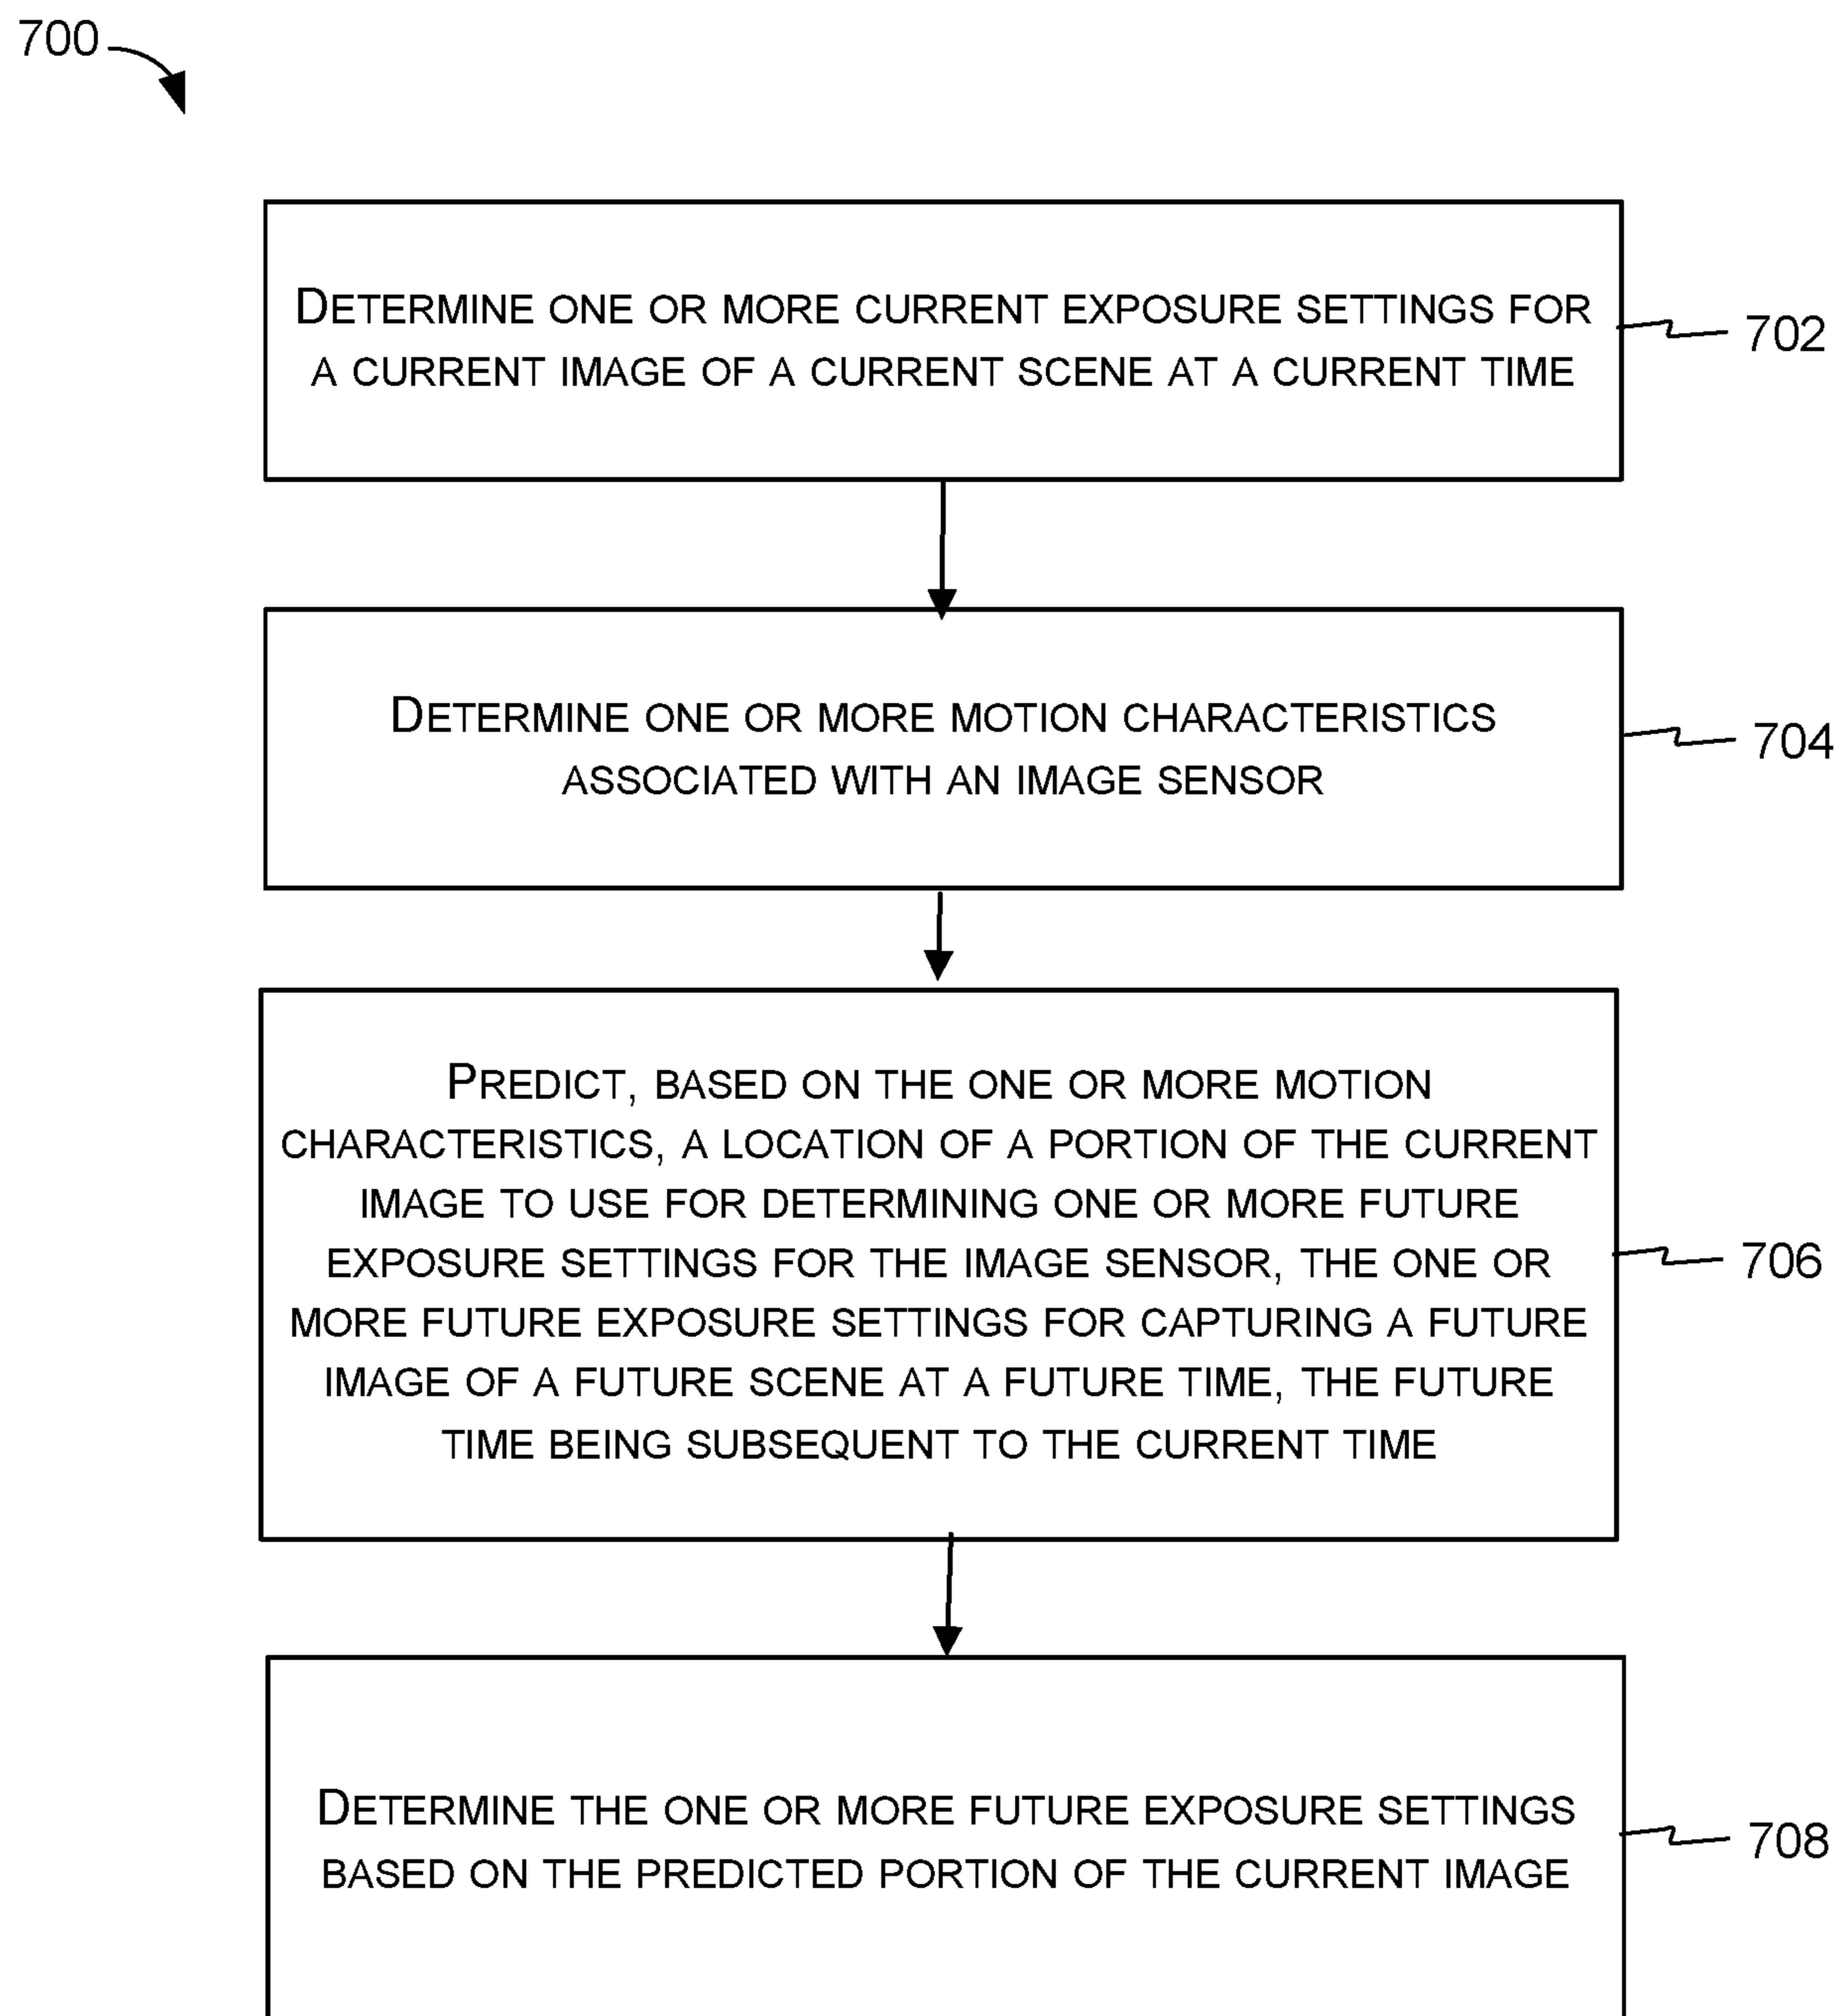 700
DETERMINE ONE OR MORE CURRENT EXPOSURE SETTINGS FOR
A CURRENT IMAGE OF A CURRENT SCENE AT A CURRENT TIME
702
DETERMINE ONE OR MORE MOTION CHARACTERISTICS
ASSOCIATED WITH AN IMAGE SENSOR
704
PREDICT, BASED ON THE ONE OR MORE MOTION
CHARACTERISTICS, A LOCATION OF A PORTION OF THE CURRENT
IMAGE TO USE FOR DETERMINING ONE OR MORE FUTURE
EXPOSURE SETTINGS FOR THE IMAGE SENSOR, THE ONE OR
MORE FUTURE EXPOSURE SETTINGS FOR CAPTURING A FUTURE
IMAGE OF A FUTURE SCENE AT A FUTURE TIME, THE FUTURE
TIME BEING SUBSEQUENT TO THE CURRENT TIME
706
DETERMINE THE ONE OR MORE FUTURE EXPOSURE SETTINGS
BASED ON THE PREDICTED PORTION OF THE CURRENT IMAGE
708